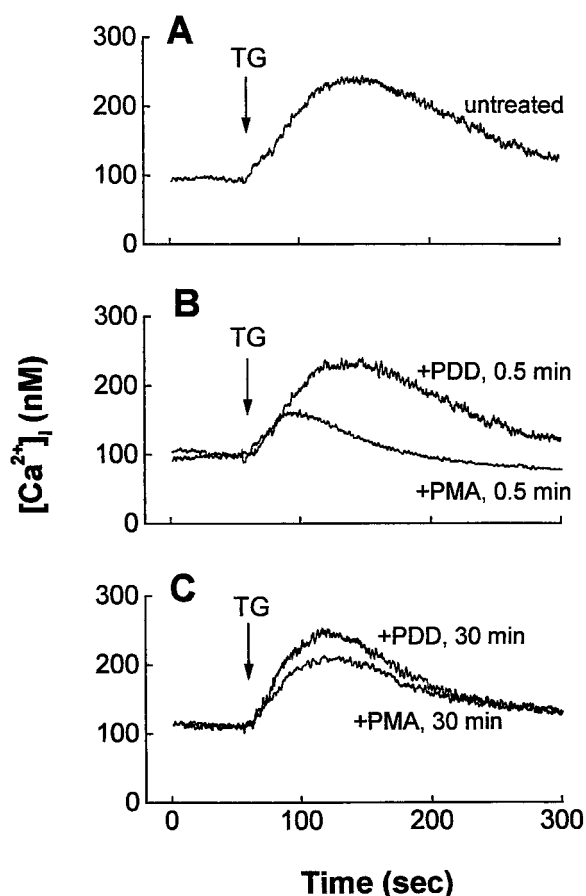 A
TG
untreated
300
200
100
0
B
TG
+PDD, 0.5 min
+PMA, 0.5 min
300
200
100
0
[Ca2+]i (nM)
C
TG
+PDD, 30 min
+PMA, 30 min
300
200
100
0
0 100 200 300
Time (sec)